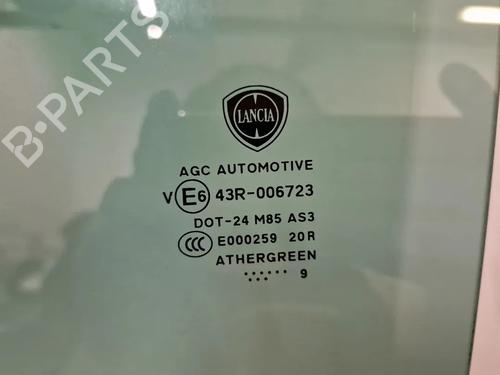 B-PARTS
LANCIA
AGC AUTOMOTIVE
V E6 43R-006723
DOT-24 M85 AS3
CCC E000259 20R
ATHERGREEN
...... 9